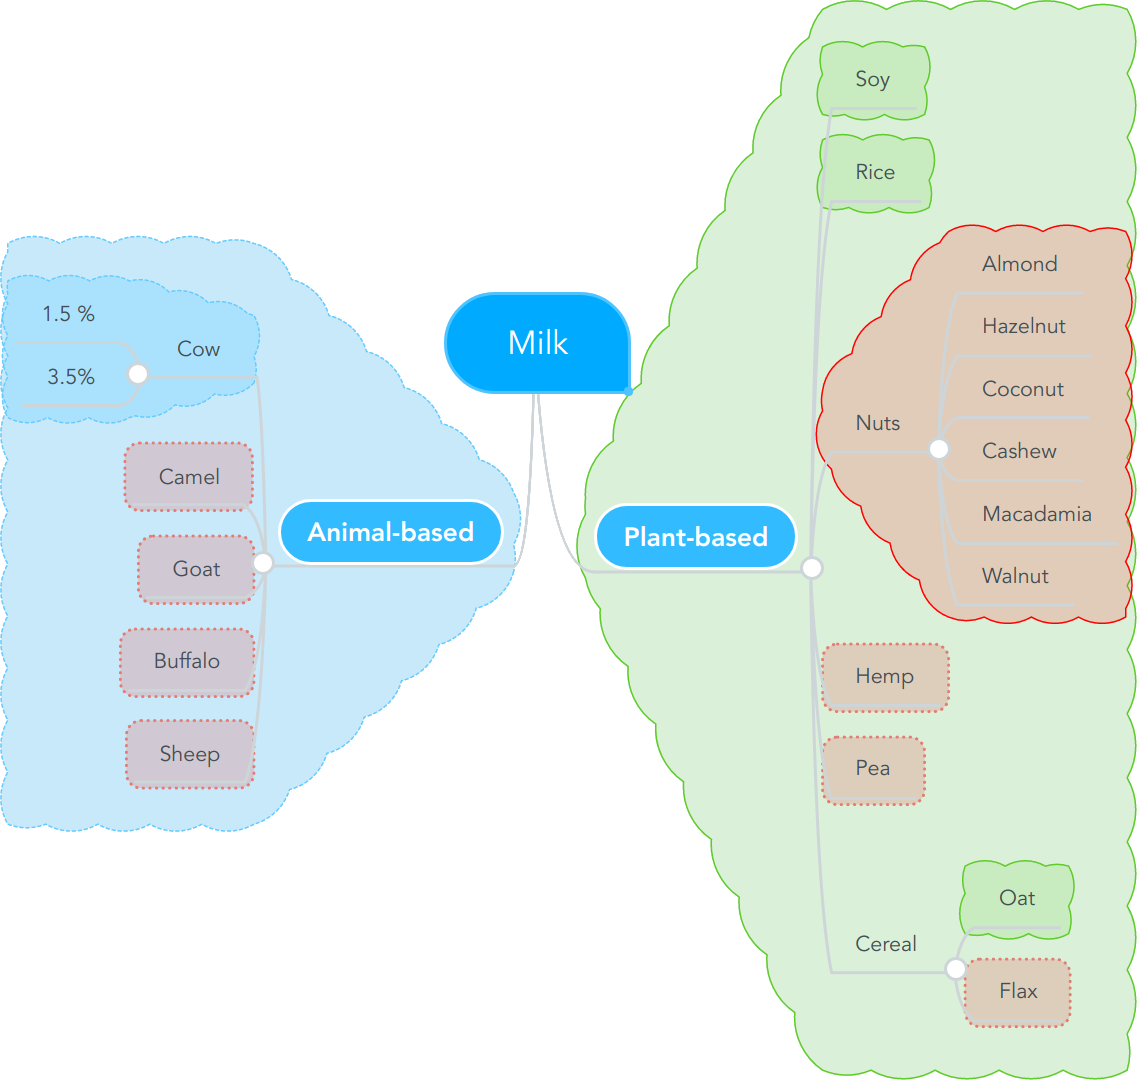 Milk
Animal-based
Cow
1.5 %
3.5%
Camel
Goat
Buffalo
Sheep
Plant-based
Soy
Rice
Nuts
Almond
Hazelnut
Coconut
Cashew
Macadamia
Walnut
Hemp
Pea
Cereal
Oat
Flax